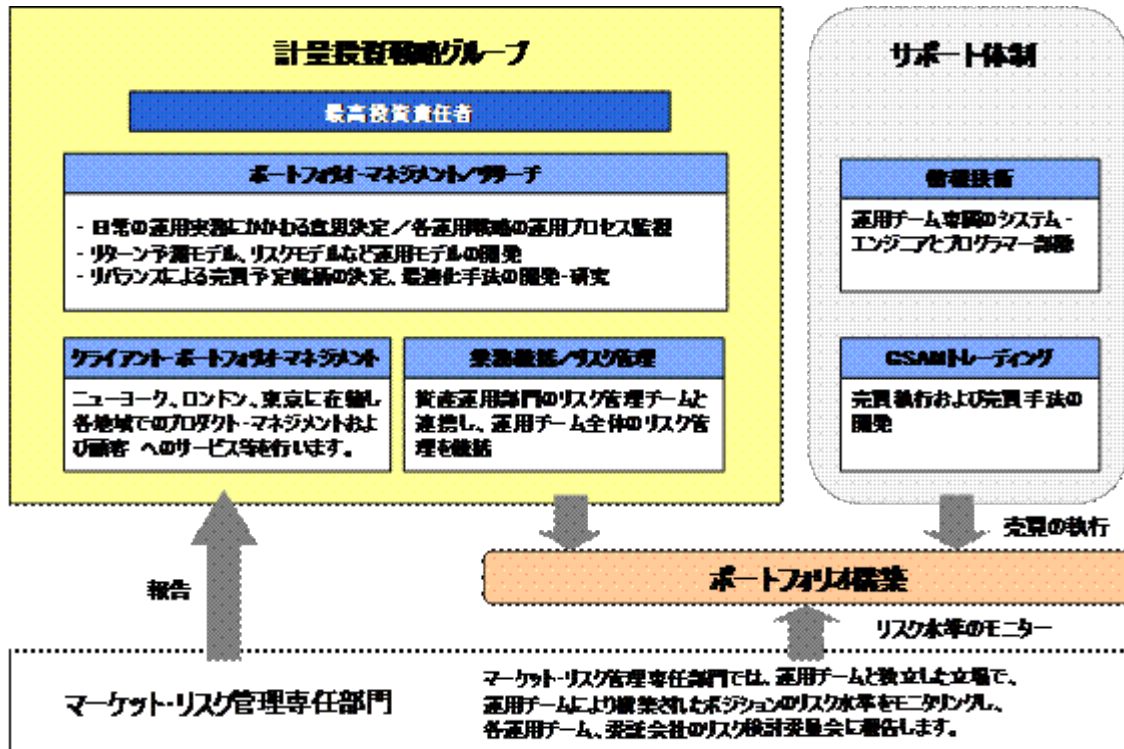 計量投資戦略グループ
最高投資責任者
ポートフォリオ・マネジメント／リサーチ
- 日常の運用実務にかかわる意思決定／各運用戦略の運用プロセス監視
- リターン予測モデル、リスクモデルなど運用モデルの開発
- リバランスによる売買予定銘柄の決定、最適化手法の開発・研究
クライアント・ポートフォリオ・マネジメント
ニューヨーク、ロンドン、東京に在籍し
各地域でのプロダクト・マネジメントおよ
び顧客 へのサービス等を行います。
業務統括／リスク管理
資産運用部門のリスク管理チームと
連携し、運用チーム全体のリスク管
理を統括
サポート体制
情報技術
運用チーム専属のシステム・
エンジニアとプログラマー部隊
GSAMトレーディング
売買執行および売買手法の
開発
売買の執行
報告
ポートフォリオ構築
リスク水準のモニター
マーケット・リスク管理専任部門
マーケット・リスク管理専任部門では、運用チームと独立した立場で、
運用チームにより構築されたポジションのリスク水準をモニタリングし、
各運用チーム、委託会社のリスク検討委員会に報告します。